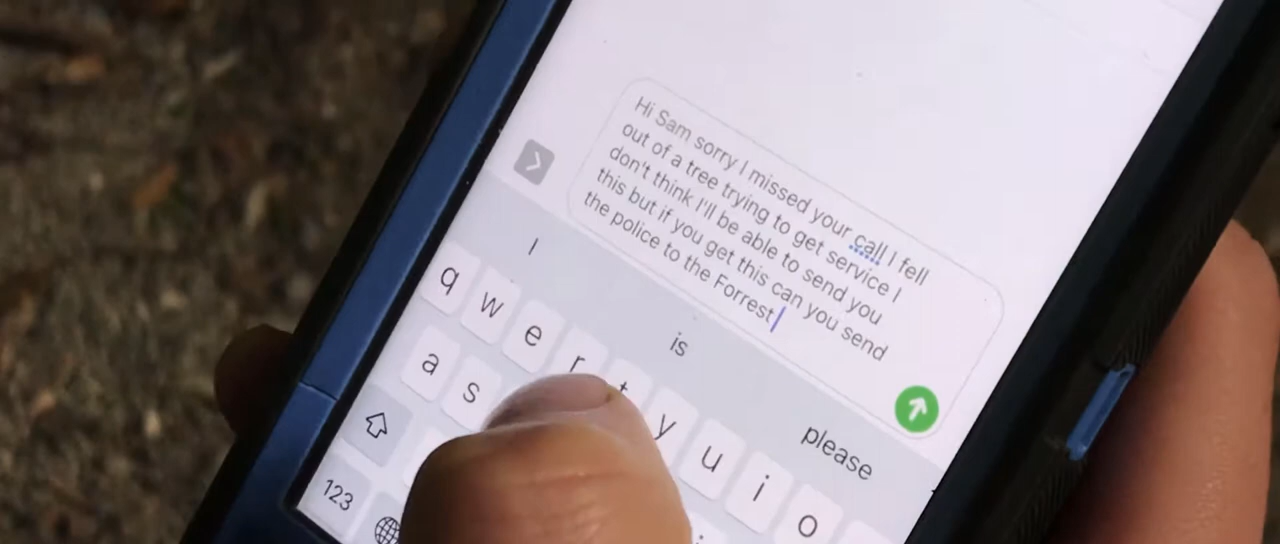 Hi Sam sorry I missed your call I fell
out of a tree trying to get service I
don't think I'll be able to send you
this but if you get this can you send
the police to the Forrest
I
is
please
q w e r t y u i o
a s
123